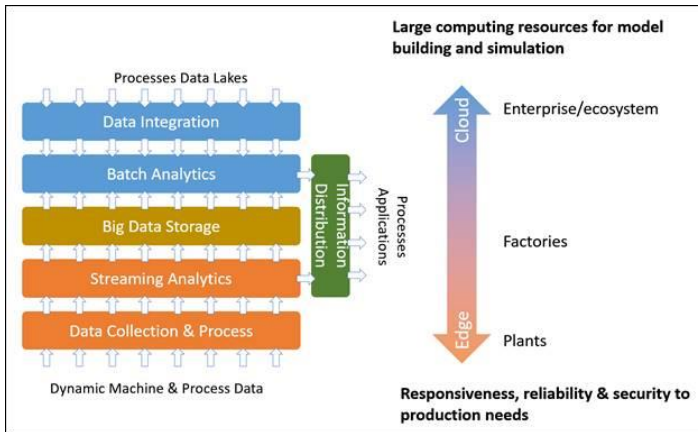 Large computing resources for model
building and simulation
Processes Data Lakes
Data Integration
Batch Analytics
Big Data Storage
Streaming Analytics
Data Collection & Process
Dynamic Machine & Process Data
Information
Distribution
Processes
Applications
Cloud
Edge
Enterprise/ecosystem
Factories
Plants
Responsiveness, reliability & security to
production needs